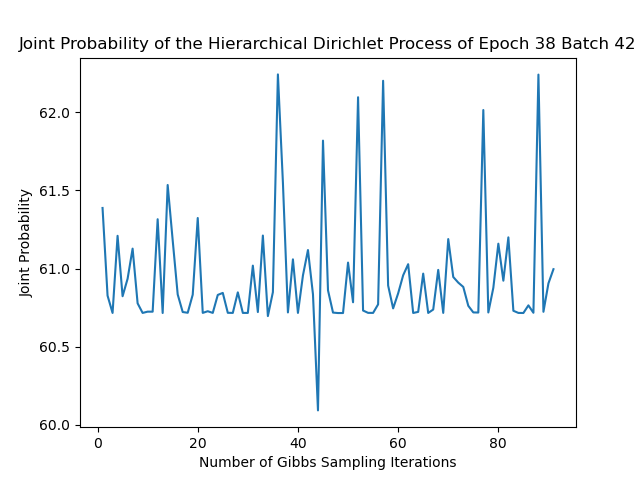 Joint Probability of the Hierarchical Dirichlet Process of Epoch 38 Batch 42
62.0
61.5
61.0
60.5
60.0
Joint Probability
0 20 40 60 80
Number of Gibbs Sampling Iterations